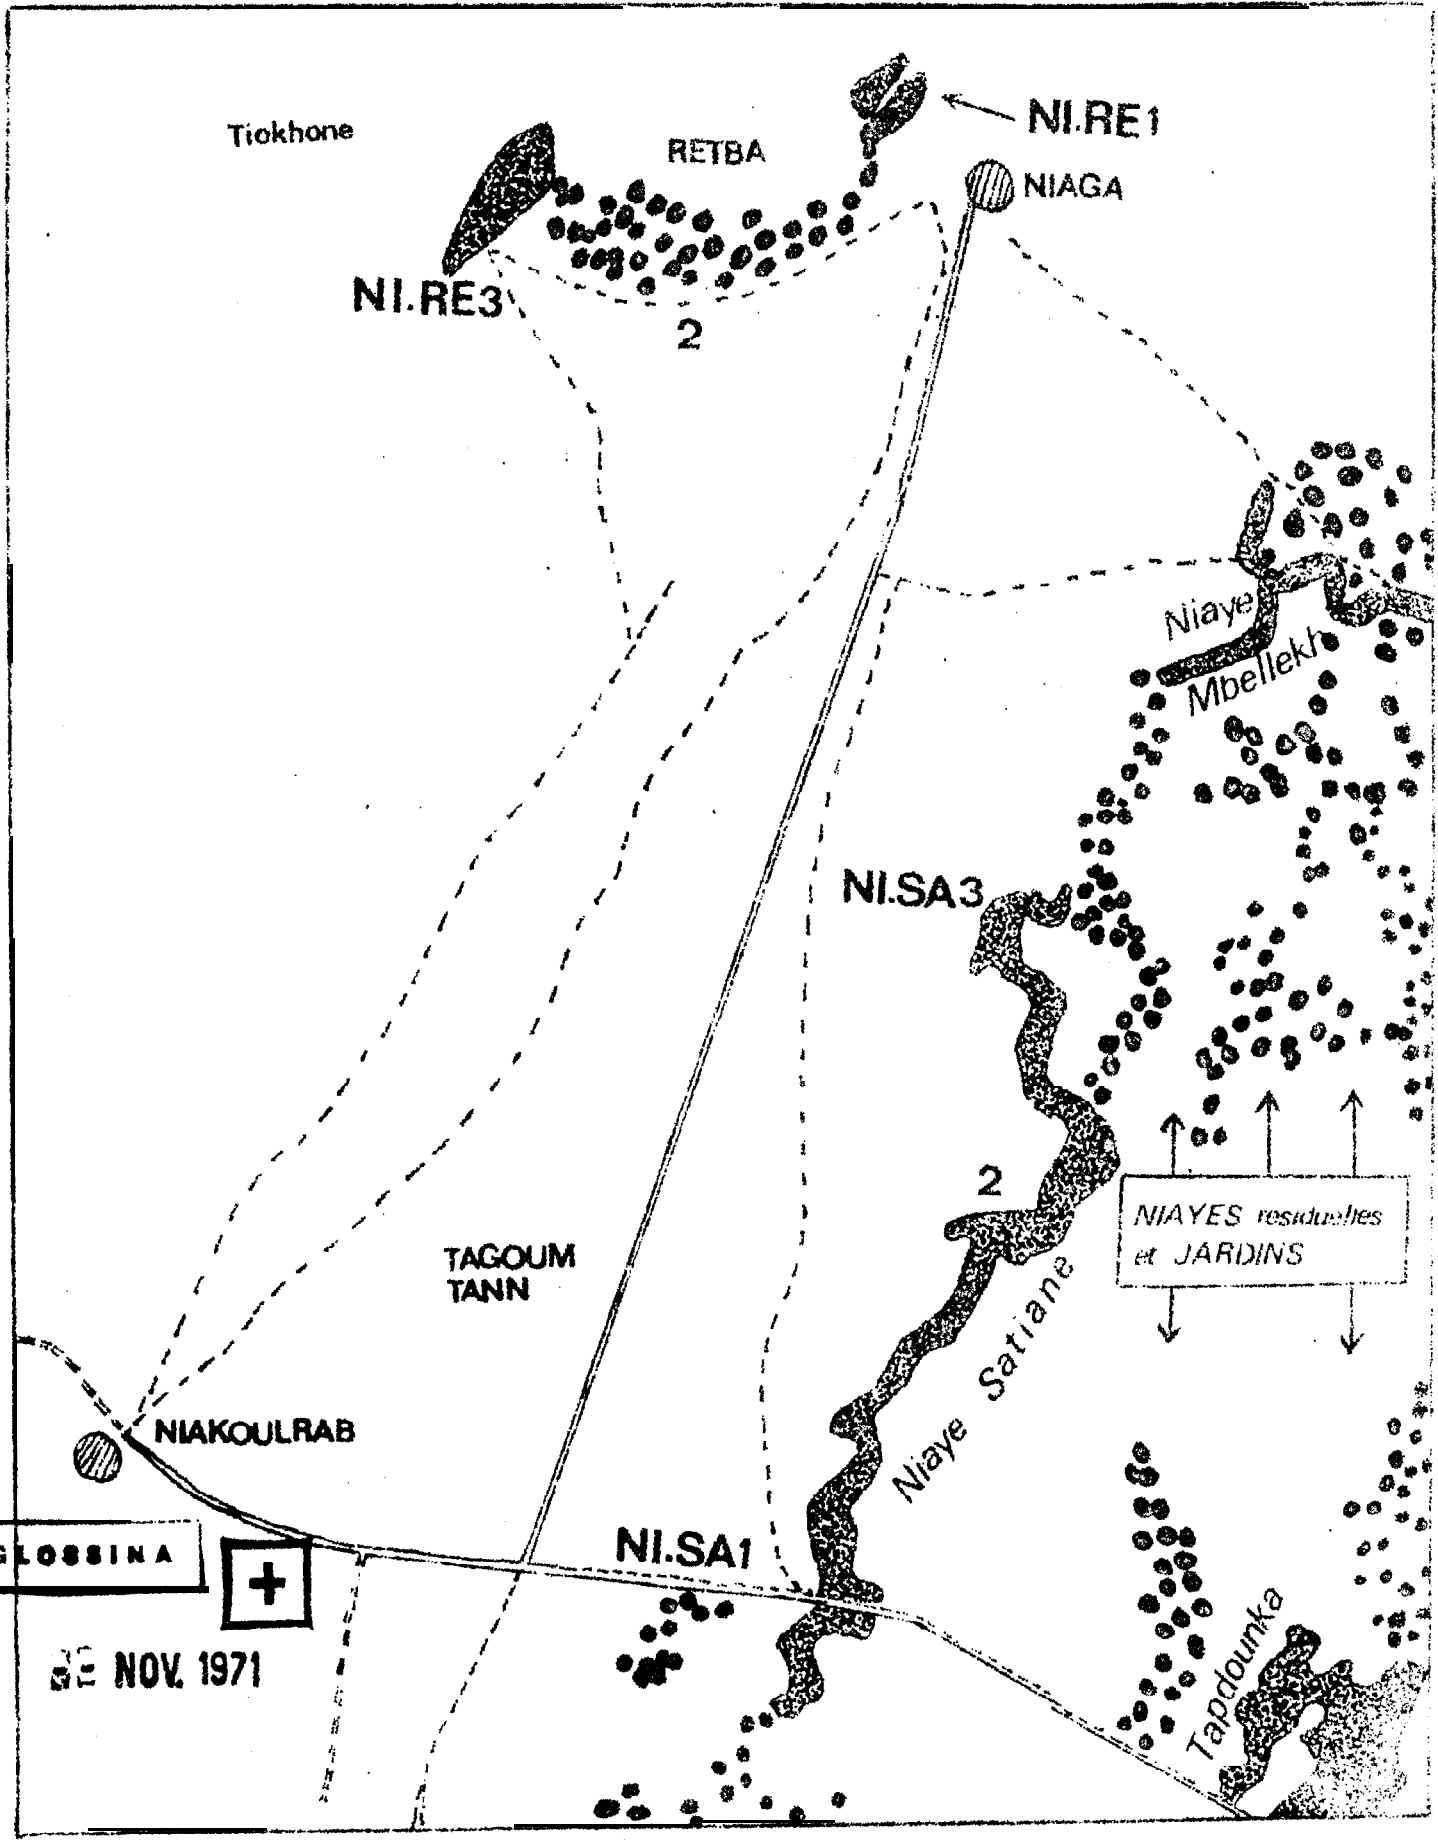 NI.RE1
Tiokhone
RETBA
NIAGA
NI.RE3
2
Niaye
Mbellekh
NI.SA3
2
NIAYES residuelles
et JARDINS
TAGOUM
TANN
Niaye Satiane
NIAKOULRAB
GLOSSINA
NI.SA1
NOV. 1971
Tapdounka